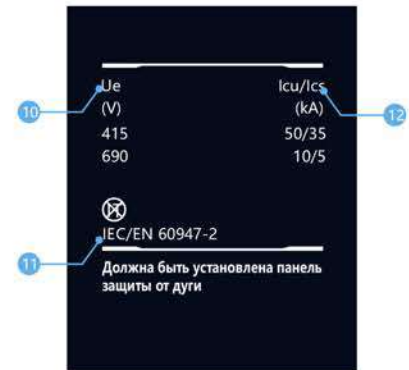 Ue Icu/Ics
10 (V) (kA) 12
415 50/35
690 10/5
IEC/EN 60947-2
11
Должна быть установлена панель
защиты от дуги